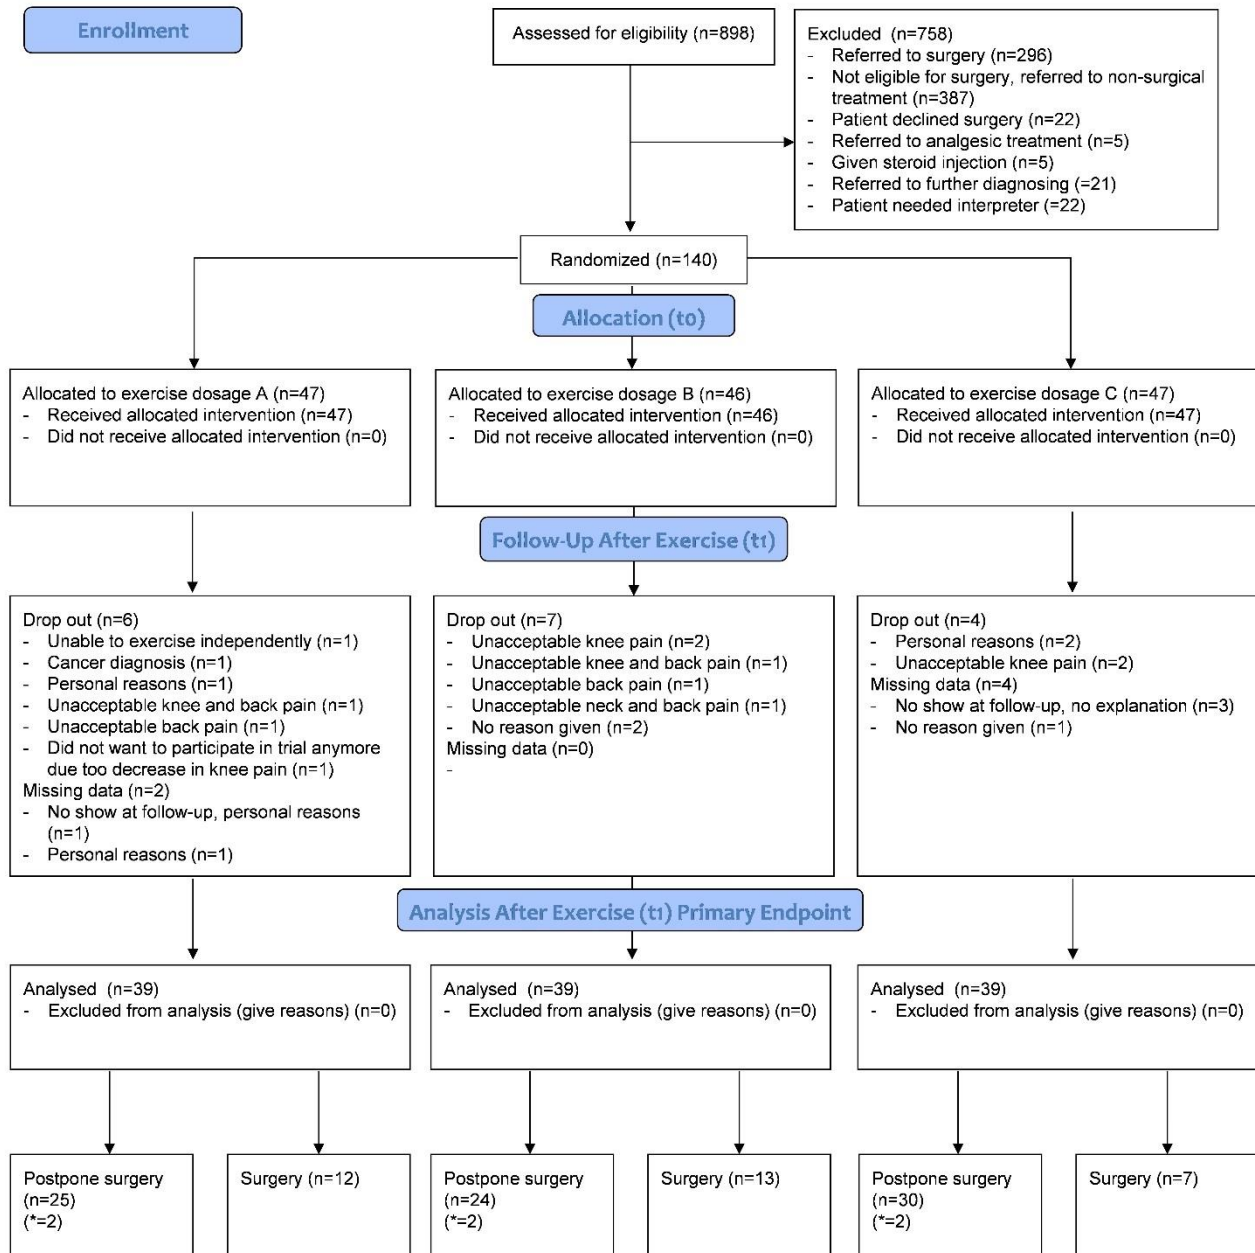 Enrollment
Assessed for eligibility (n=898)
Excluded (n=758)
- Referred to surgery (n=296)
- Not eligible for surgery, referred to non-surgical
treatment (n=387)
- Patient declined surgery (n=22)
- Referred to analgesic treatment (n=5)
- Given steroid injection (n=5)
- Referred to further diagnosing (=21)
- Patient needed interpreter (=22)
Randomized (n=140)
Allocation (t0)
Allocated to exercise dosage A (n=47)
- Received allocated intervention (n=47)
- Did not receive allocated intervention (n=0)
Allocated to exercise dosage B (n=46)
- Received allocated intervention (n=46)
- Did not receive allocated intervention (n=0)
Allocated to exercise dosage C (n=47)
- Received allocated intervention (n=47)
- Did not receive allocated intervention (n=0)
Follow-Up After Exercise (t1)
Drop out (n=6)
- Unable to exercise independently (n=1)
- Cancer diagnosis (n=1)
- Personal reasons (n=1)
- Unacceptable knee and back pain (n=1)
- Unacceptable back pain (n=1)
- Did not want to participate in trial anymore
due too decrease in knee pain (n=1)
Missing data (n=2)
- No show at follow-up, personal reasons
(n=1)
- Personal reasons (n=1)
Drop out (n=7)
- Unacceptable knee pain (n=2)
- Unacceptable knee and back pain (n=1)
- Unacceptable back pain (n=1)
- Unacceptable neck and back pain (n=1)
- No reason given (n=2)
Missing data (n=0)
-
Drop out (n=4)
- Personal reasons (n=2)
- Unacceptable knee pain (n=2)
Missing data (n=4)
- No show at follow-up, no explanation (n=3)
- No reason given (n=1)
Analysis After Exercise (t1) Primary Endpoint
Analysed (n=39)
- Excluded from analysis (give reasons) (n=0)
Analysed (n=39)
- Excluded from analysis (give reasons) (n=0)
Analysed (n=39)
- Excluded from analysis (give reasons) (n=0)
Postpone surgery
(n=25)
(*=2)
Surgery (n=12)
Postpone surgery
(n=24)
(*=2)
Surgery (n=13)
Postpone surgery
(n=30)
(*=2)
Surgery (n=7)